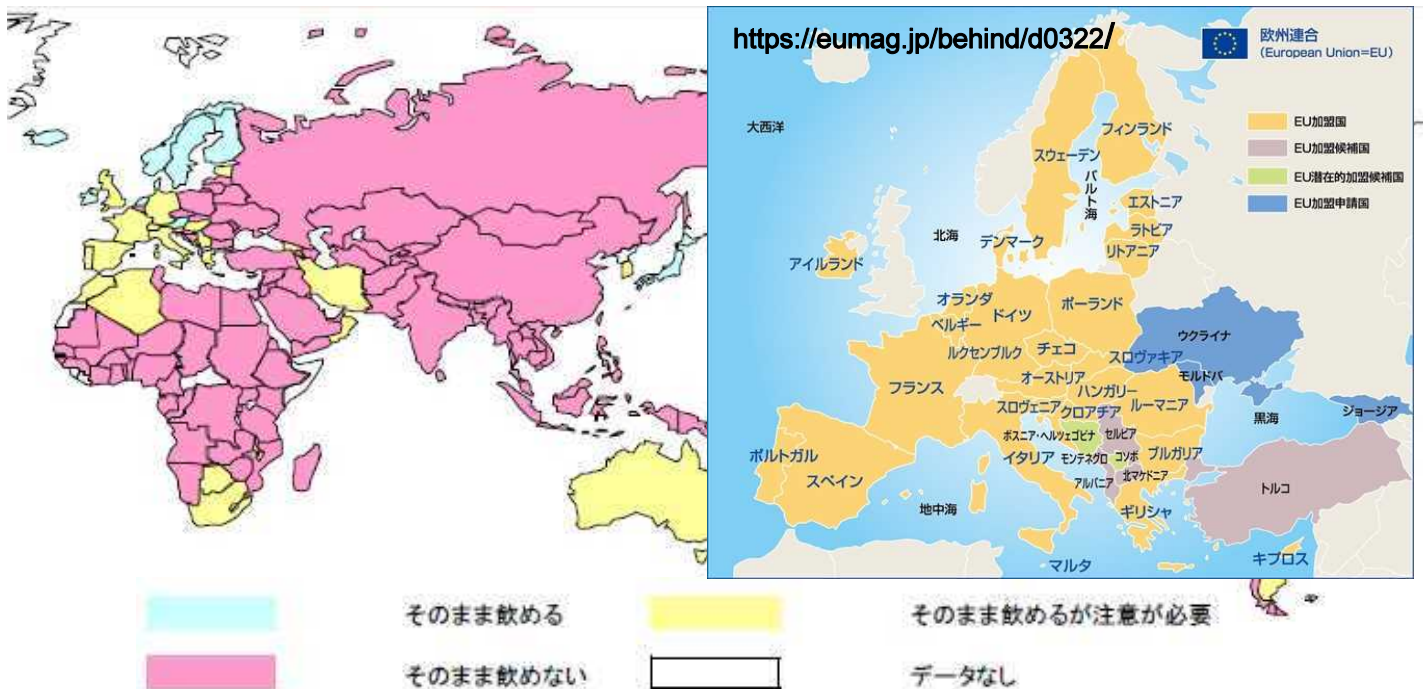 https://eumag.jp/behind/d0322/
欧州連合
(European Union=EU)
大西洋
フィンランド
EU加盟国
スウェーデン
EU加盟候補国
バルト海
EU潜在的加盟候補国
エストニア
EU加盟申請国
ラトビア
北海
デンマーク
リトアニア
アイルランド
オランダ
ポーランド
ドイツ
ベルギー
ウクライナ
ルクセンブルク
チェコ
スロヴァキア
オーストリア
モルドバ
フランス
ハンガリー
スロヴェニア
クロアチア
ルーマニア
黒海
ジョージア
ボスニア・ヘルツェゴビナ
セルビア
ポルトガル
イタリア
モンテネグロ
コソボ
ブルガリア
スペイン
アルバニア
北マケドニア
トルコ
地中海
ギリシャ
マルタ
キプロス
そのまま飲める
そのまま飲めるが注意が必要
そのまま飲めない
データなし